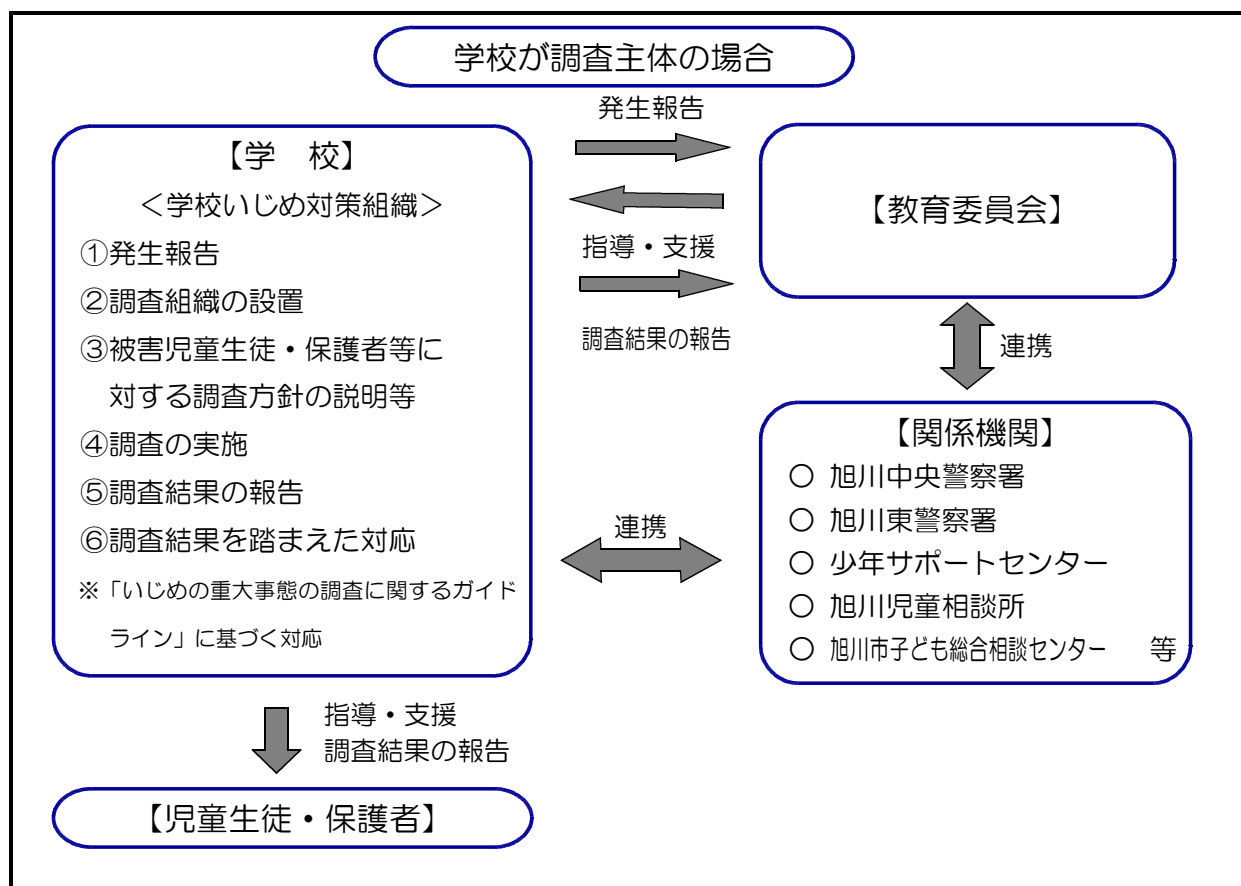 学校が調査主体の場合
【学　校】
＜学校いじめ対策組織＞
①発生報告
②調査組織の設置
③被害児童生徒・保護者等に
対する調査方針の説明等
④調査の実施
⑤調査結果の報告
⑥調査結果を踏まえた対応
※「いじめの重大事態の調査に関するガイド
ライン」に基づく対応
発生報告
指導・支援
調査結果の報告
【教育委員会】
連携
連携
【関係機関】
○ 旭川中央警察署
○ 旭川東警察署
○ 少年サポートセンター
○ 旭川児童相談所
○ 旭川市子ども総合相談センター　等
指導・支援
調査結果の報告
【児童生徒・保護者】